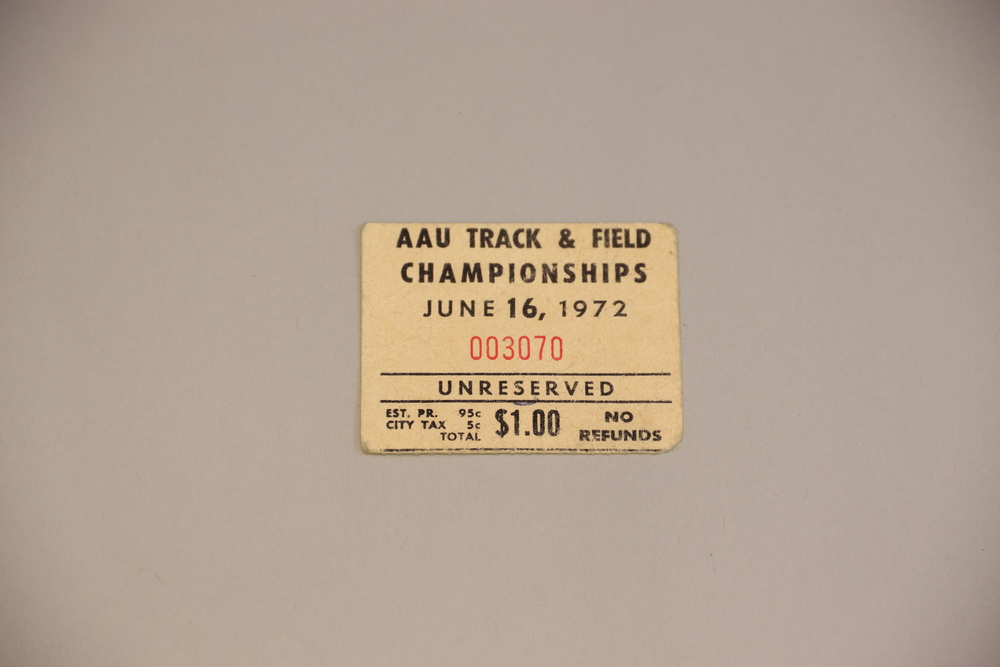 AAU TRACK & FIELD
CHAMPIONSHIPS
JUNE 16, 1972
003070
UNRESERVED
EST. PR. 95c
CITY TAX 5c
TOTAL $1.00
NO
REFUNDS